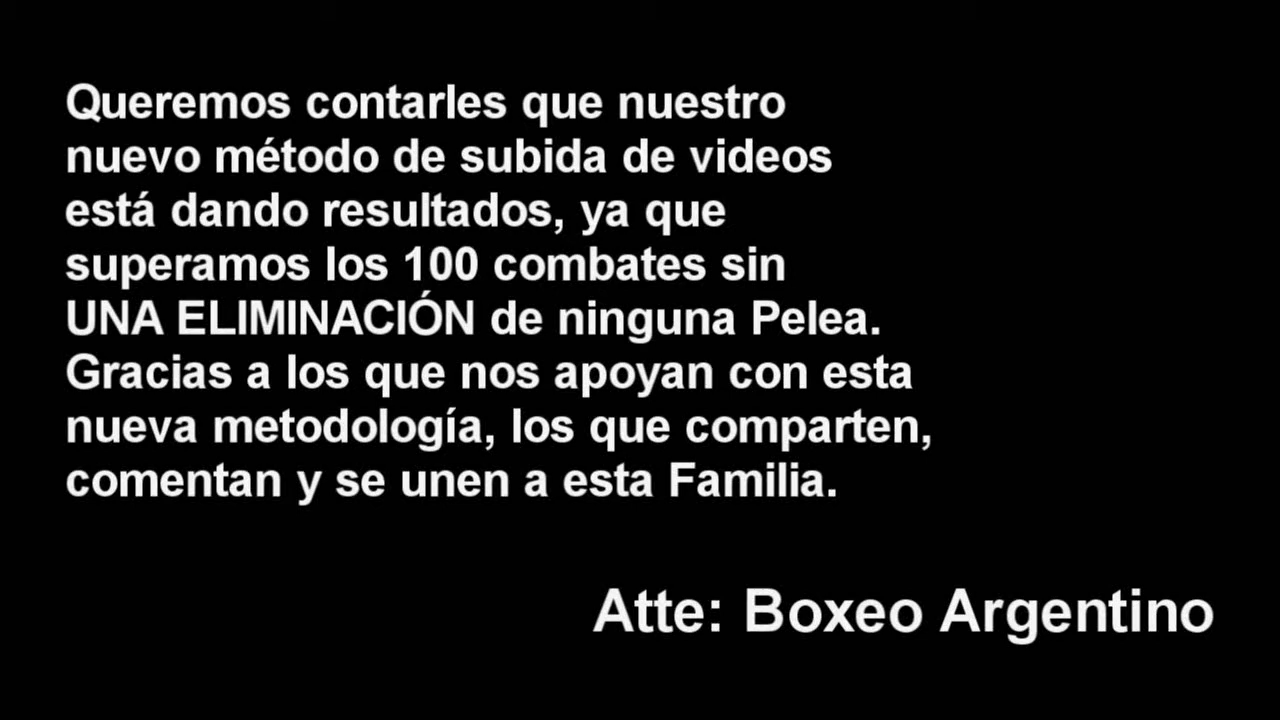 Queremos contarles que nuestro
nuevo método de subida de videos
está dando resultados, ya que
superamos los 100 combates sin
UNA ELIMINACIÓN de ninguna Pelea.
Gracias a los que nos apoyan con esta
nueva metodología, los que comparten,
comentan y se unen a esta Familia.
Atte: Boxeo Argentino